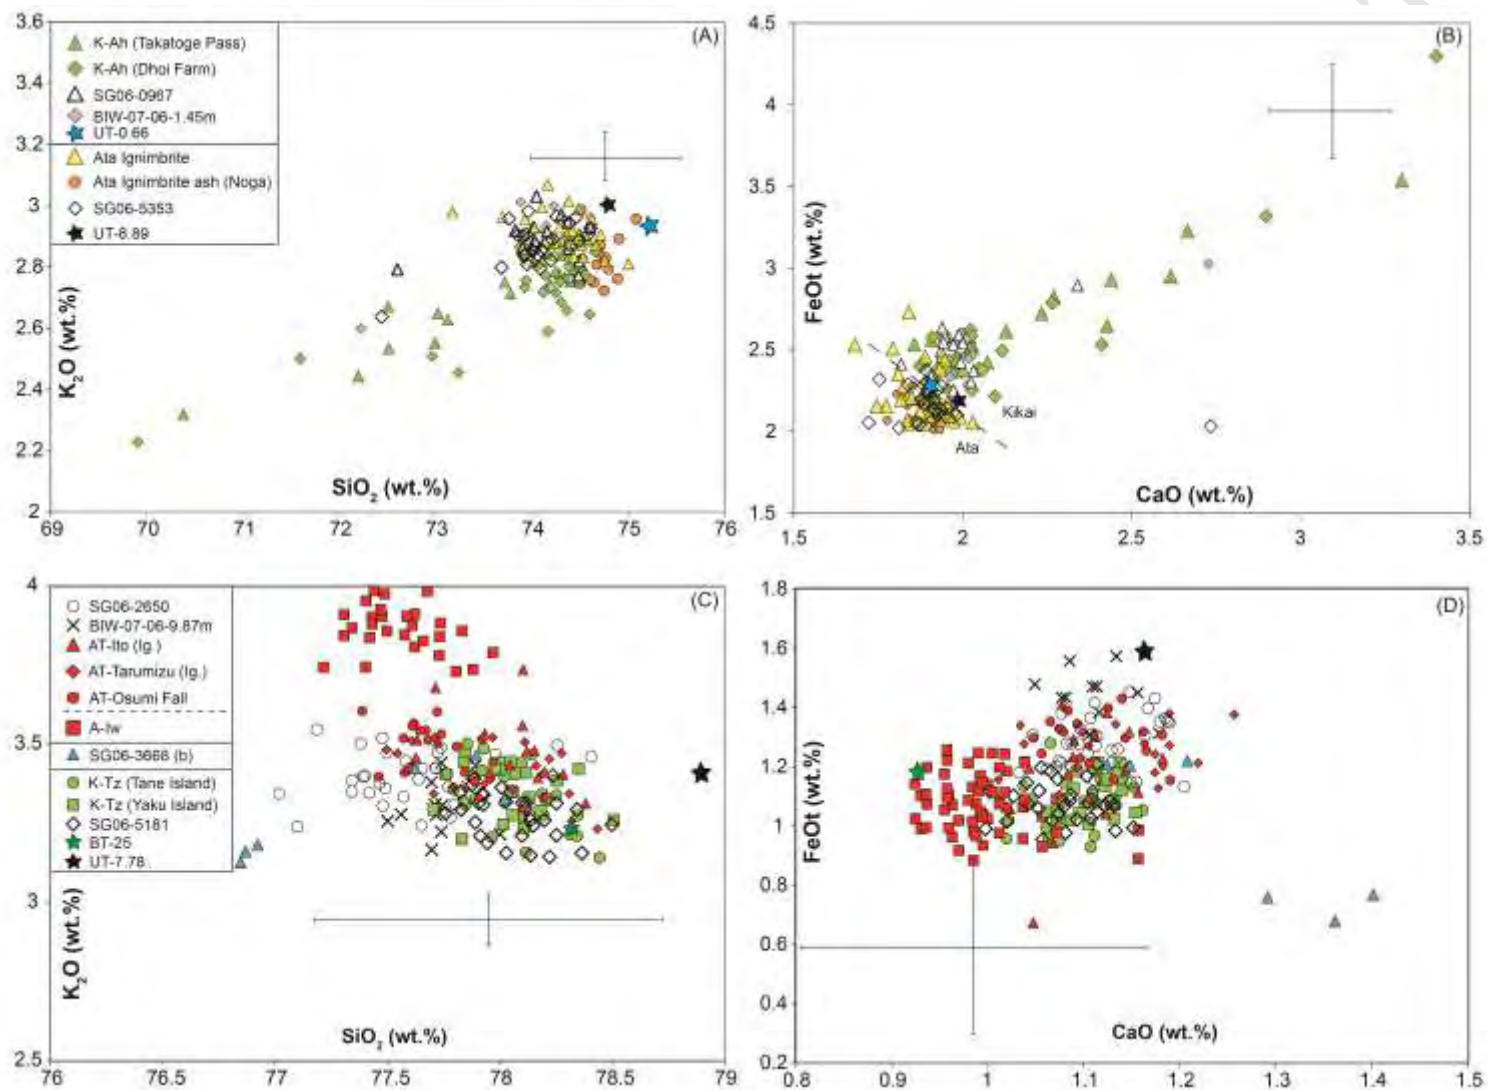 (A)
3.6
3.4
3.2
3
2.8
2.6
2.4
2.2
2
K₂O (wt.%)
K-Ah (Takatoge Pass)
K-Ah (Dhoi Farm)
SG06-0967
BIW-07-06-1.45m
UT-0.66
Ata Ignimbrite
Ata Ignimbrite ash (Noga)
SG06-5353
UT-8.89
SiO₂ (wt.%)
69 70 71 72 73 74 75 76
(B)
4.5
4
3.5
3
2.5
2
1.5
FeOt (wt.%)
Kikai
Ata
CaO (wt.%)
1.5 2 2.5 3 3.5
(C)
4
3.5
3
2.5
K₂O (wt.%)
SG06-2650
BIW-07-06-9.87m
AT-Ito (Ig.)
AT-Tarumizu (Ig.)
AT-Osumi Fall
A-Iw
SG06-3668 (b)
K-Tz (Tane Island)
K-Tz (Yaku Island)
SG06-5181
BT-25
UT-7.78
SiO₂ (wt.%)
76 76.5 77 77.5 78 78.5 79
(D)
1.8
1.6
1.4
1.2
1
0.8
0.6
0.4
0.2
FeOt (wt.%)
CaO (wt.%)
0.8 0.9 1 1.1 1.2 1.3 1.4 1.5